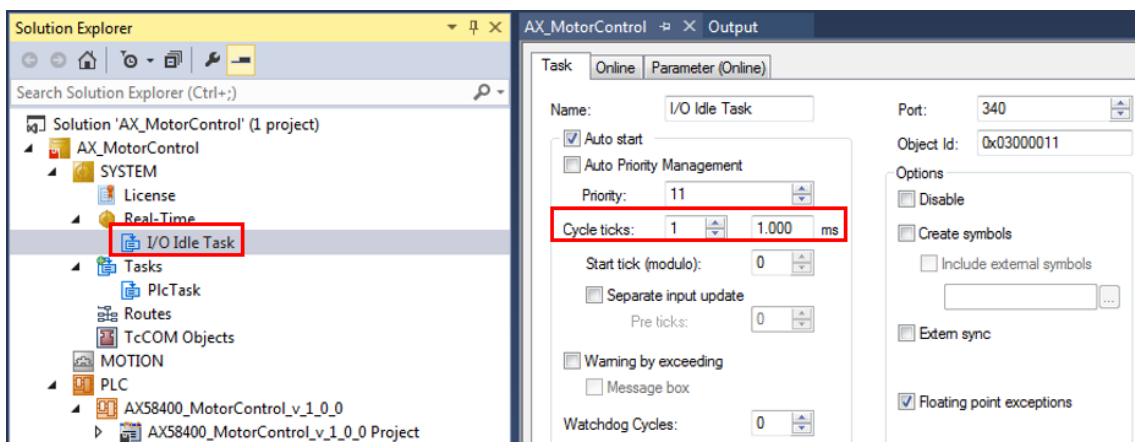 Solution Explorer
Search Solution Explorer (Ctrl+;)
Solution 'AX_MotorControl' (1 project)
AX_MotorControl
SYSTEM
License
Real-Time
I/O Idle Task
Tasks
PlcTask
Routes
TcCOM Objects
MOTION
PLC
AX58400_MotorControl_v_1_0_0
AX58400_MotorControl_v_1_0_0 Project
AX_MotorControl Output
Task Online Parameter (Online)
Name: I/O Idle Task
Auto start
Auto Priority Management
Priority: 11
Cycle ticks: 1 1.000 ms
Start tick (modulo): 0
Separate input update
Pre ticks: 0
Warning by exceeding
Message box
Watchdog Cycles: 0
Port: 340
Object Id: 0x03000011
Options
Disable
Create symbols
Include external symbols
...
Extern sync
Floating point exceptions